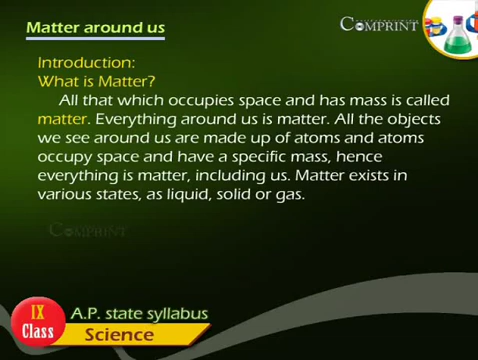 Matter around us
COMPRINT
Introduction:
What is Matter?
All that which occupies space and has mass is called
matter. Everything around us is matter. All the objects
we see around us are made up of atoms and atoms
occupy space and have a specific mass, hence
everything is matter, including us. Matter exists in
various states, as liquid, solid or gas.
COMPRINT
IX
Class
A.P. state syllabus
Science